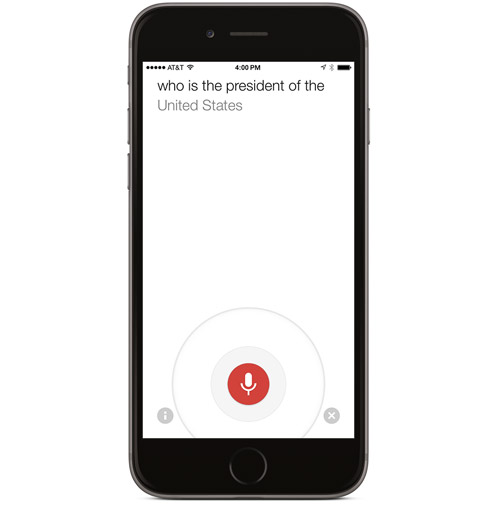 AT&T 4:00 PM
who is the president of the
United States